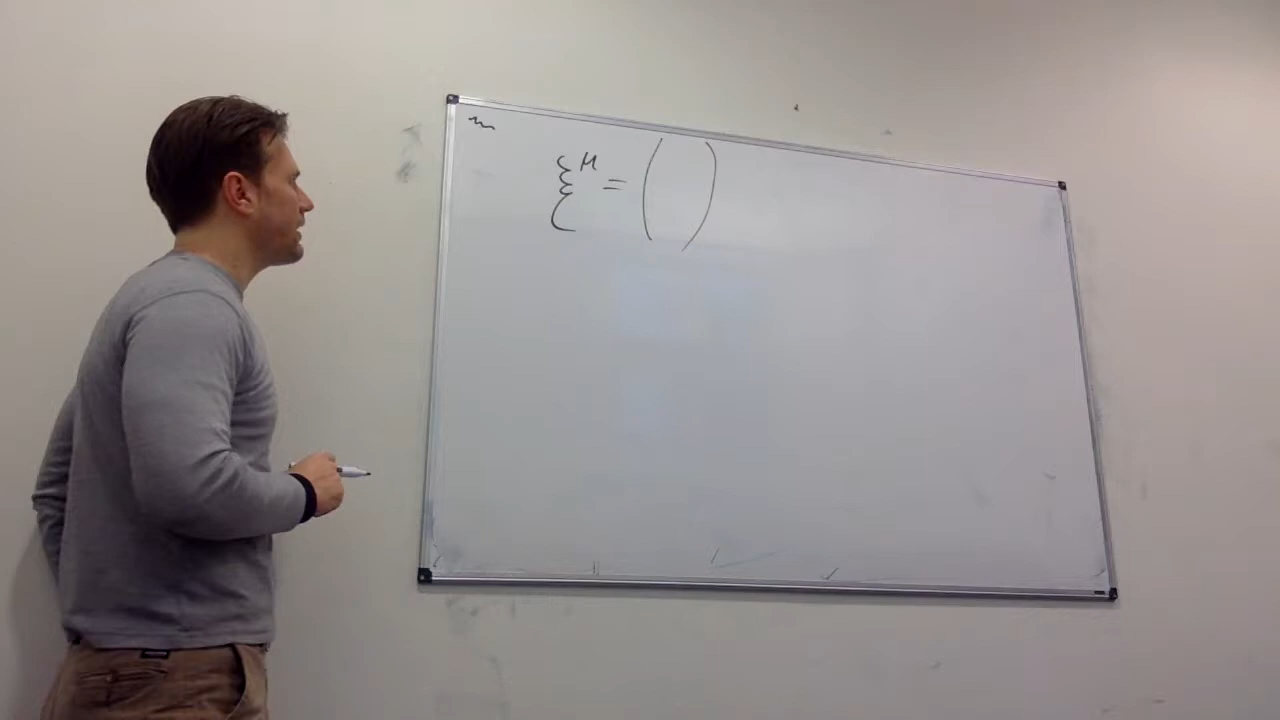 ξ^μ = ( )